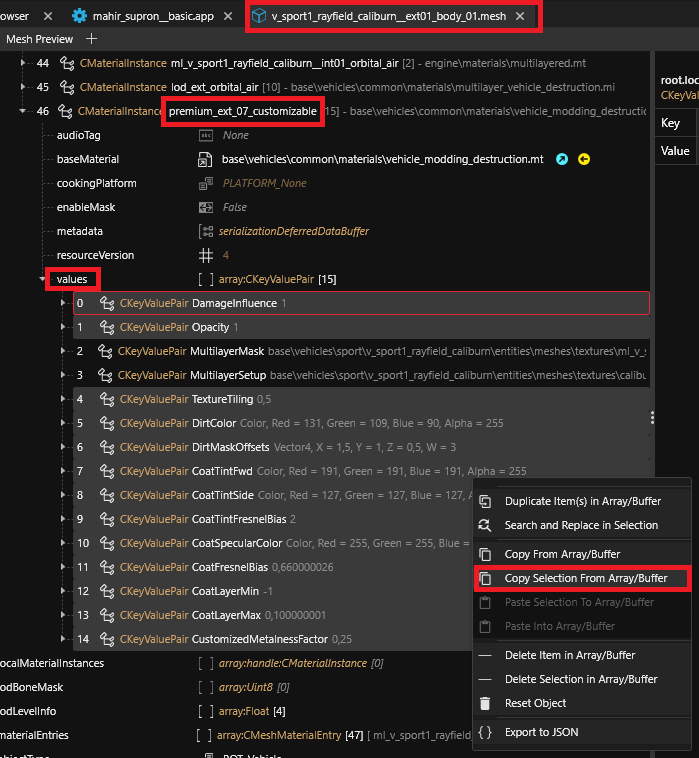 owser × mahir_supron__basic.app × v_sport1_rayfield_caliburn__ext01_body_01.mesh ×
Mesh Preview +
44 CMaterialInstance ml_v_sport1_rayfield_caliburn__int01_orbital_air [2] - engine\materials\multilayered.mt
45 CMaterialInstance lod_ext_orbital_air [10] - base\vehicles\common\materials\multilayer_vehicle_destruction.mi
root.loc
46 CMaterialInstance premium_ext_07_customizable [15] - base\vehicles\common\materials\vehicle_modding_destruction
CKeyVal
audioTag abc None
Key
baseMaterial base\vehicles\common\materials\vehicle_modding_destruction.mt
Value
cookingPlatform PLATFORM_None
enableMask False
metadata serializationDeferredDataBuffer
resourceVersion 4
values [ ] array:CKeyValuePair [15]
0 CKeyValuePair DamageInfluence 1
1 CKeyValuePair Opacity 1
2 CKeyValuePair MultilayerMask base\vehicles\sport\v_sport1_rayfield_caliburn\entities\meshes\textures\ml_v_s
3 CKeyValuePair MultilayerSetup base\vehicles\sport\v_sport1_rayfield_caliburn\entities\meshes\textures\calibu
4 CKeyValuePair TextureTiling 0,5
5 CKeyValuePair DirtColor Color, Red = 131, Green = 109, Blue = 90, Alpha = 255
6 CKeyValuePair DirtMaskOffsets Vector4, X = 1,5, Y = 1, Z = 0,5, W = 3
7 CKeyValuePair CoatTintFwd Color, Red = 191, Green = 191, Blue = 191, Alpha = 255
8 CKeyValuePair CoatTintSide Color, Red = 127, Green = 127, Blue = 127, A
9 CKeyValuePair CoatTintFresnelBias 2
10 CKeyValuePair CoatSpecularColor Color, Red = 255, Green = 255, Blue =
11 CKeyValuePair CoatFresnelBias 0,660000026
12 CKeyValuePair CoatLayerMin -1
13 CKeyValuePair CoatLayerMax 0,100000001
14 CKeyValuePair CustomizedMetalnessFactor 0,25
Duplicate Item(s) in Array/Buffer
Search and Replace in Selection
Copy From Array/Buffer
Copy Selection From Array/Buffer
Paste Selection To Array/Buffer
Paste Into Array/Buffer
Delete Item in Array/Buffer
Delete Selection in Array/Buffer
Reset Object
Export to JSON
ocalMaterialInstances [ ] array:handle:CMaterialInstance [0]
odBoneMask [ ] array:Uint8 [0]
odLevelInfo [ ] array:Float [4]
materialEntries [ ] array:CMeshMaterialEntry [47] [ ml_v_sport1_rayfield_